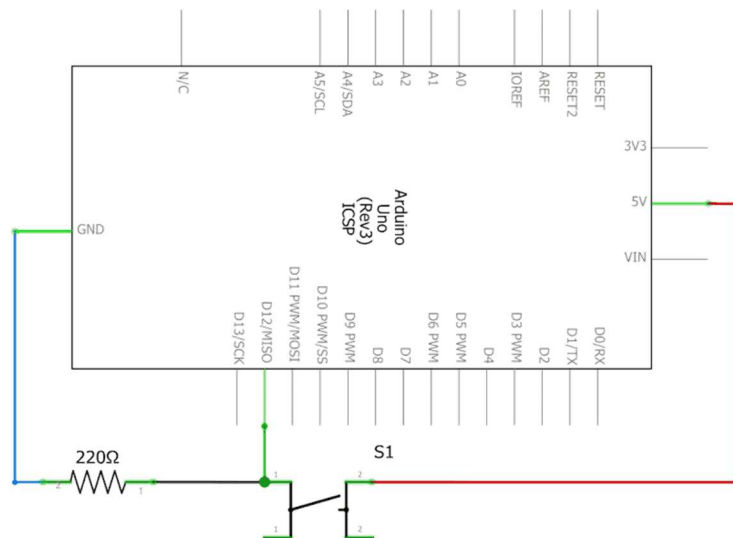 N/C
A5/SCL
A4/SDA
A3
A2
A1
A0
IOREF
AREF
RESET2
RESET
3V3
5V
VIN
GND
Arduino
Uno
(Rev3)
ICSP
D13/SCK
D12/MISO
D11 PWM/MOSI
D10 PWM/SS
D9 PWM
D8
D7
D6 PWM
D5 PWM
D4
D3 PWM
D2
D1/TX
D0/RX
220Ω
S1
2
1
1
2
1
2